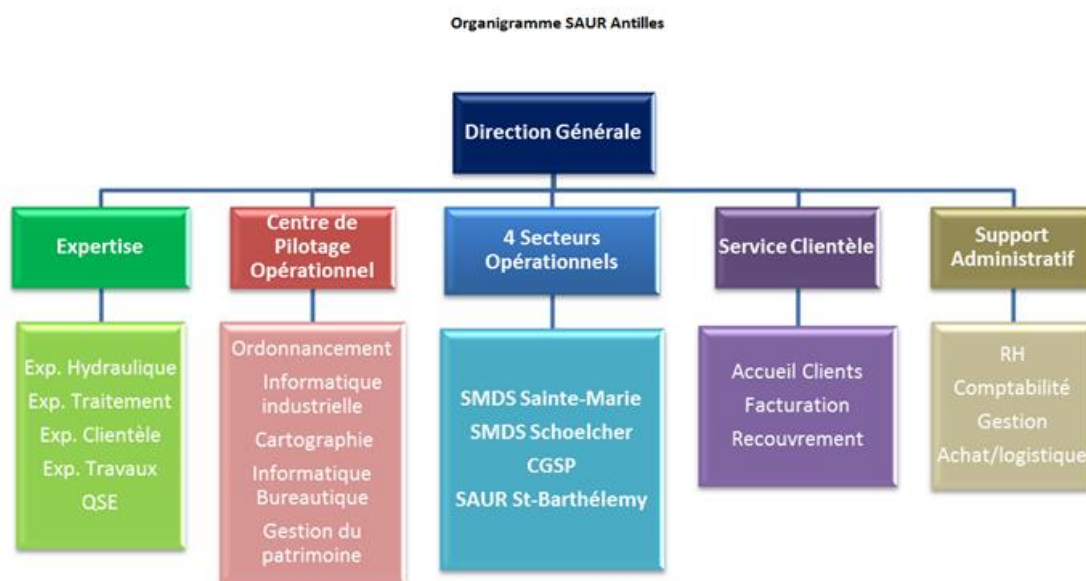 Organigramme SAUR Antilles
Direction Générale
Expertise
Centre de
Pilotage
Opérationnel
4 Secteurs
Opérationnels
Service Clientèle
Support
Administratif
Exp. Hydraulique
Exp. Traitement
Exp. Clientèle
Exp. Travaux
QSE
Ordonnancement
Informatique
industrielle
Cartographie
Informatique
Bureautique
Gestion du
patrimoine
SMDS Sainte-Marie
SMDS Schoelcher
CGSP
SAUR St-Barthélemy
Accueil Clients
Facturation
Recouvrement
RH
Comptabilité
Gestion
Achat/logistique